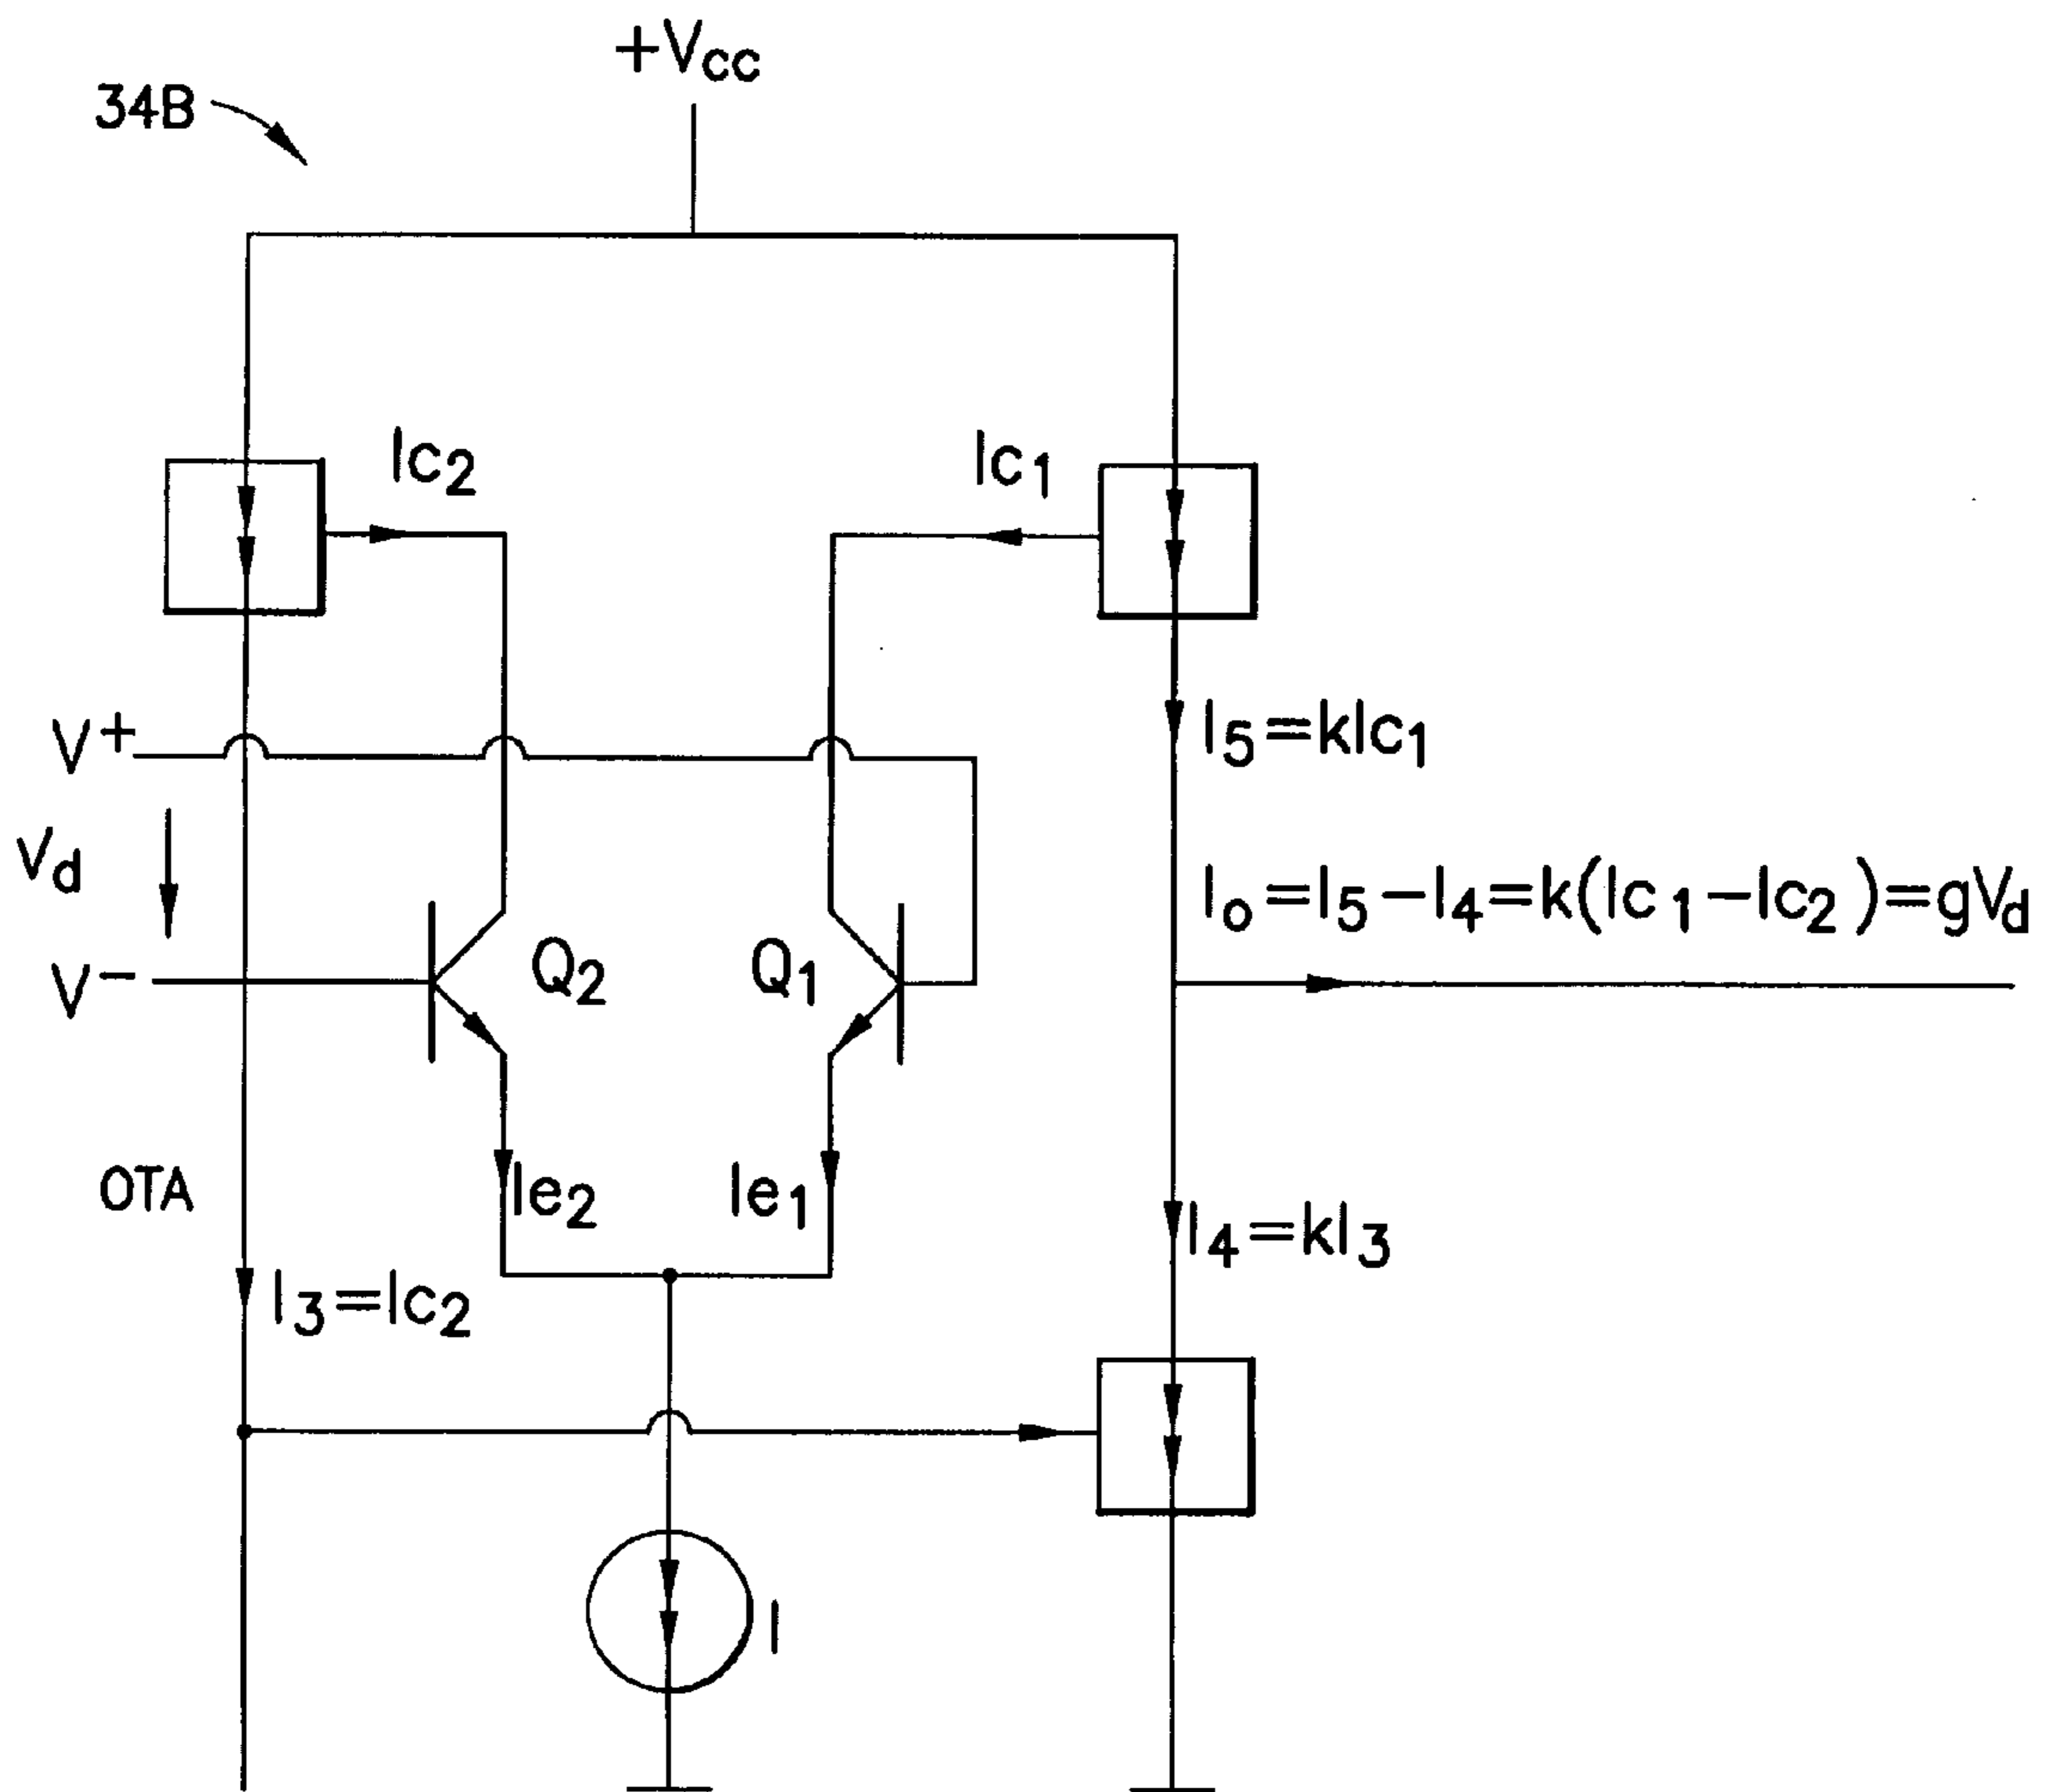 +Vcc
34B
Ic2
Ic1
V+
I5=kIc1
Vd
Io=I5-I4=k(Ic1-Ic2)=gVd
V-
Q2
Q1
OTA
Ie2
Ie1
I4=kI3
I3=Ic2
I